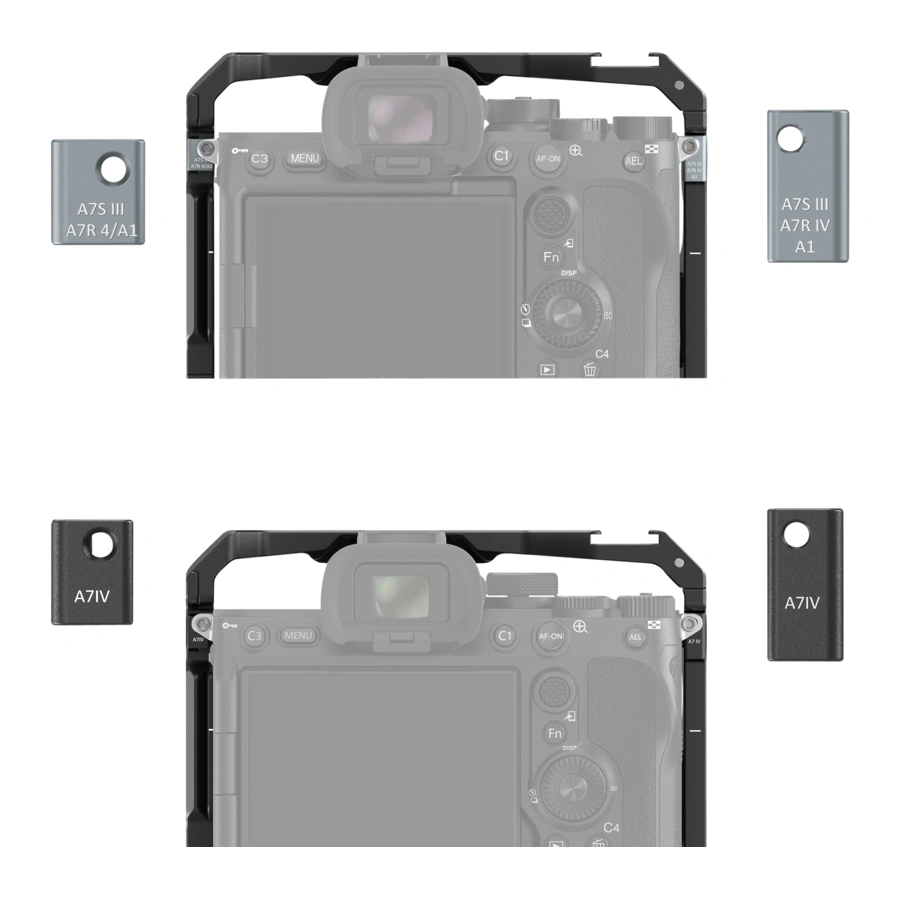 A7S III
A7R 4/A1
A7S III
A7R 4/A1
C3
MENU
C1
AF-ON
AEL
A7S III
A7R IV
A1
A7S III
A7R IV
A1
Fn
DISP
ISO
C4
A7IV
A7IV
C3
MENU
C1
AF-ON
AEL
A7 IV
A7IV
Fn
DISP
C4